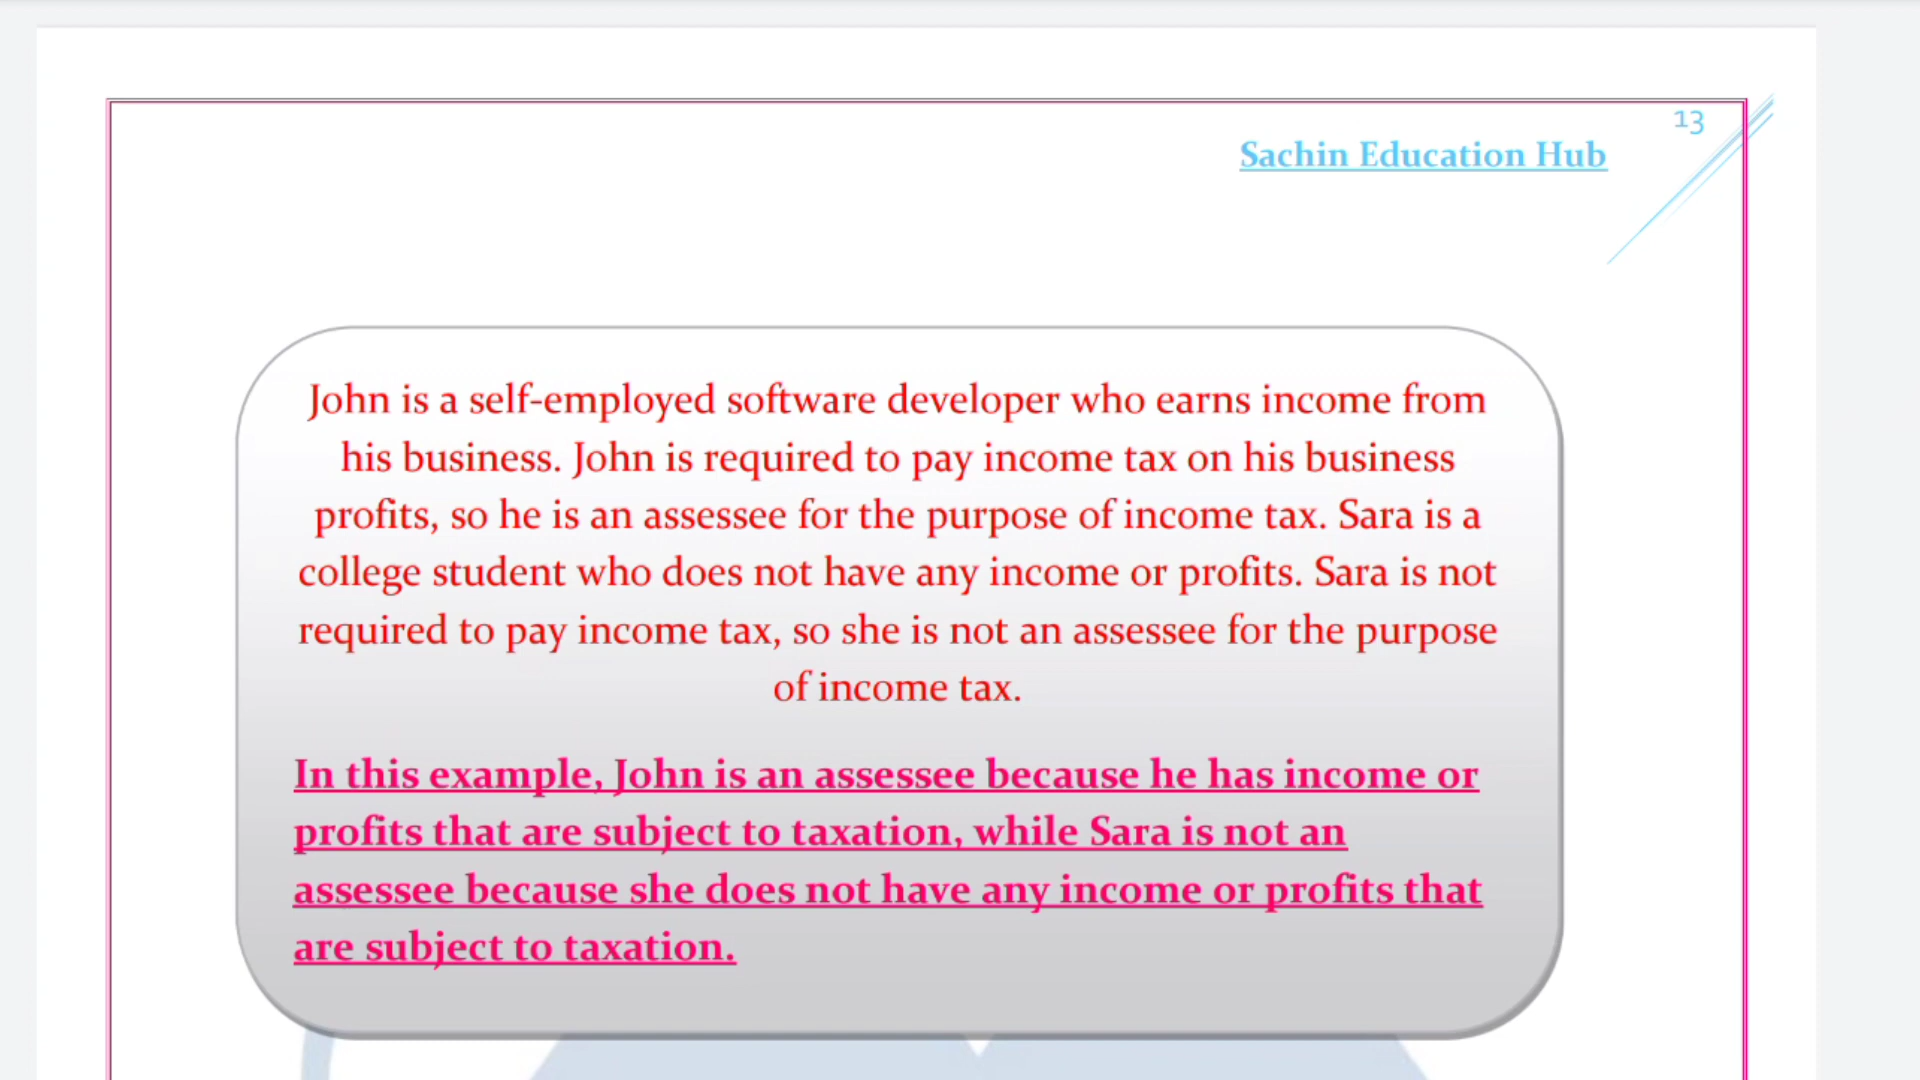 13
Sachin Education Hub
John is a self-employed software developer who earns income from
his business. John is required to pay income tax on his business
profits, so he is an assessee for the purpose of income tax. Sara is a
college student who does not have any income or profits. Sara is not
required to pay income tax, so she is not an assessee for the purpose
of income tax.
In this example, John is an assessee because he has income or
profits that are subject to taxation, while Sara is not an
assessee because she does not have any income or profits that
are subject to taxation.